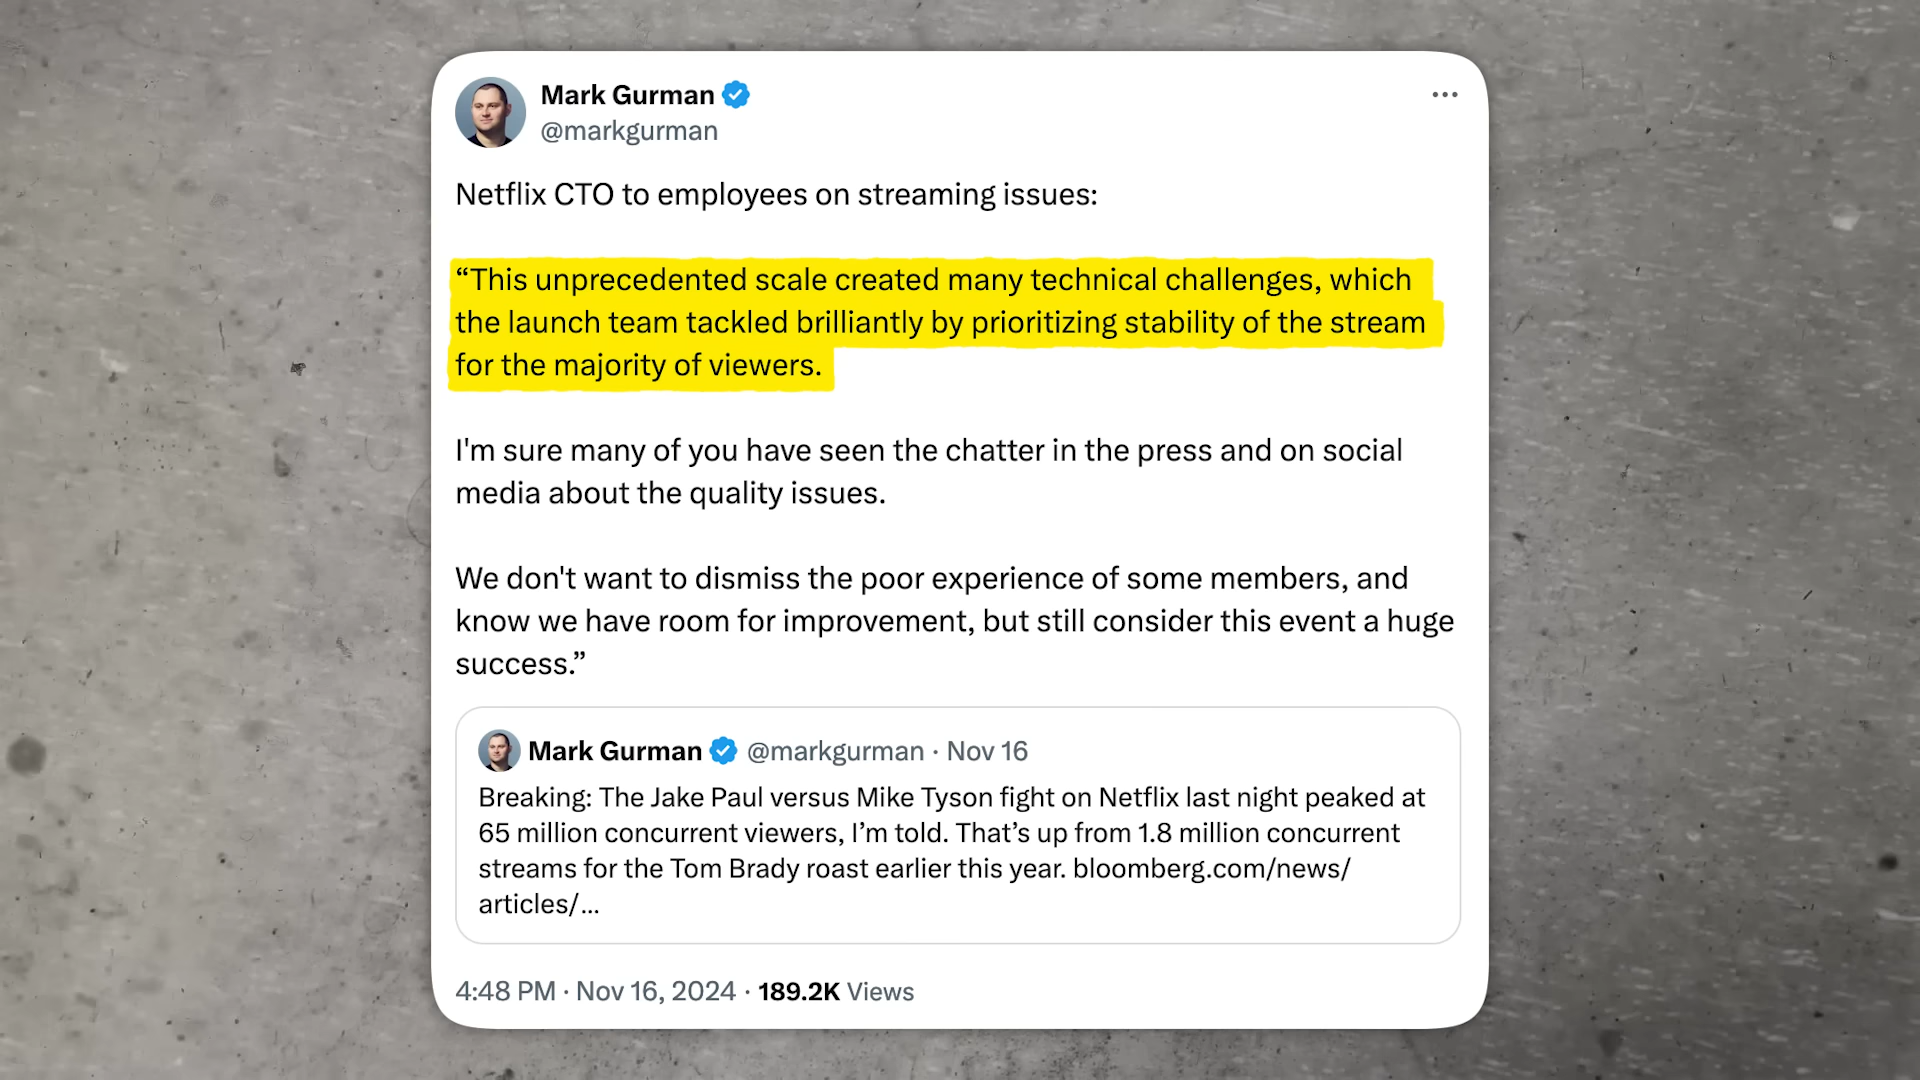 Mark Gurman
@markgurman
Netflix CTO to employees on streaming issues:
“This unprecedented scale created many technical challenges, which
the launch team tackled brilliantly by prioritizing stability of the stream
for the majority of viewers.
I'm sure many of you have seen the chatter in the press and on social
media about the quality issues.
We don't want to dismiss the poor experience of some members, and
know we have room for improvement, but still consider this event a huge
success.”
Mark Gurman @markgurman · Nov 16
Breaking: The Jake Paul versus Mike Tyson fight on Netflix last night peaked at
65 million concurrent viewers, I’m told. That’s up from 1.8 million concurrent
streams for the Tom Brady roast earlier this year. bloomberg.com/news/
articles/...
4:48 PM · Nov 16, 2024 · 189.2K Views